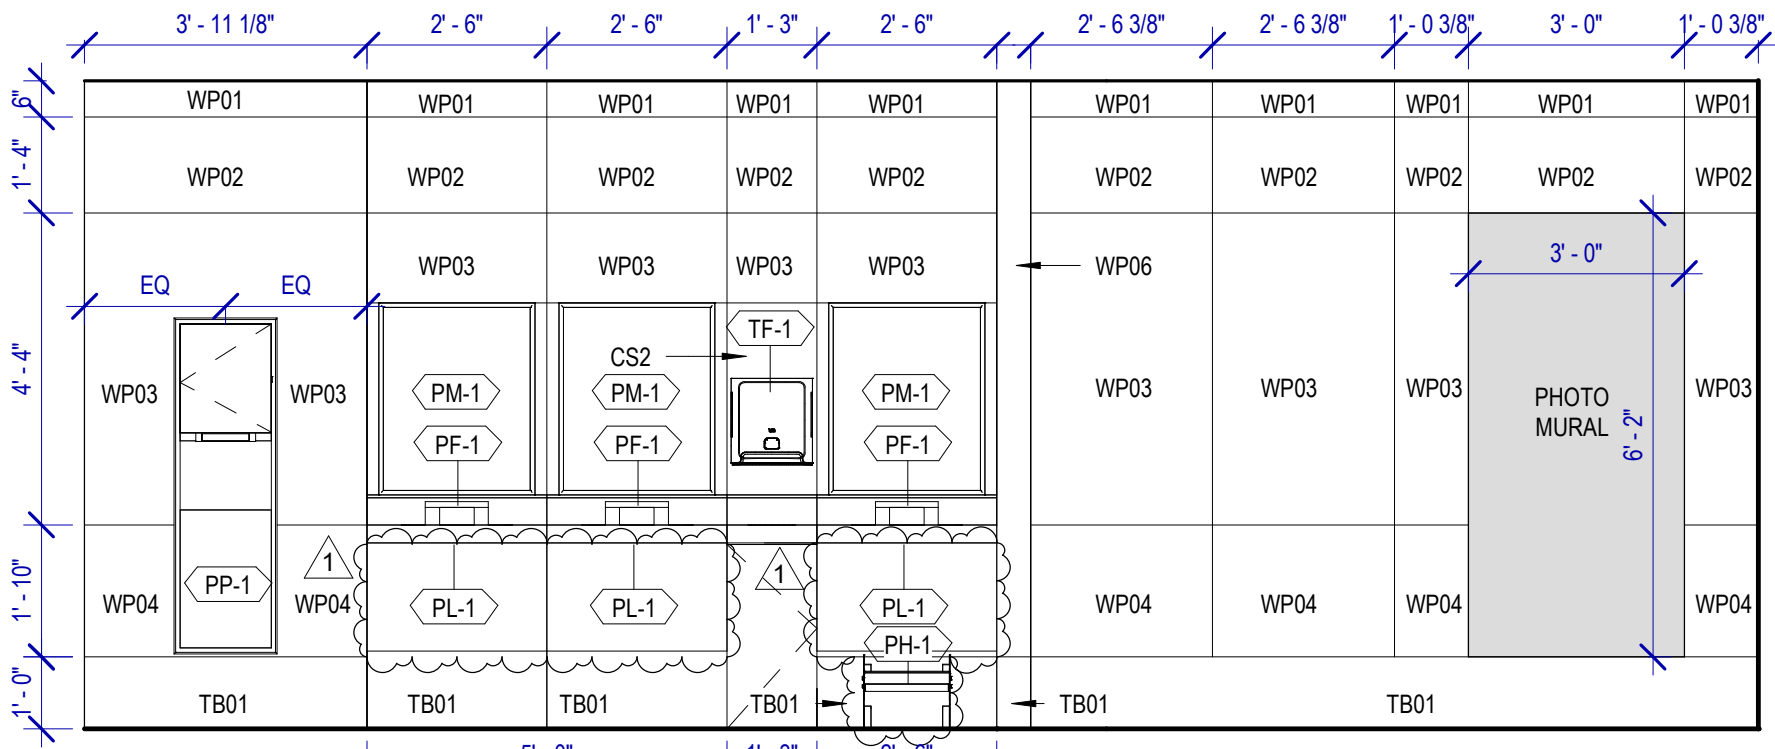 3' - 11 1/8" 2' - 6" 2' - 6" 1' - 3" 2' - 6" 2' - 6 3/8" 2' - 6 3/8" 1' - 0 3/8" 3' - 0" 1' - 0 3/8"
6" WP01 WP01 WP01 WP01 WP01 WP01 WP01 WP01 WP01 WP01
1' - 4" WP02 WP02 WP02 WP02 WP02 WP02 WP02 WP02 WP02 WP02
WP03 WP03 WP03 WP03 WP06 3' - 0"
EQ EQ
TF-1
CS2
4' - 4" WP03 WP03 PM-1 PM-1 PM-1 WP03 WP03 WP03 PHOTO WP03
MURAL
6' - 2"
PF-1 PF-1 PF-1
1 1
1' - 10" PP-1
WP04 WP04 PL-1 PL-1 PL-1 WP04 WP04 WP04 WP04
PH-1
1' - 0" TB01 TB01 TB01 TB01 TB01 TB01